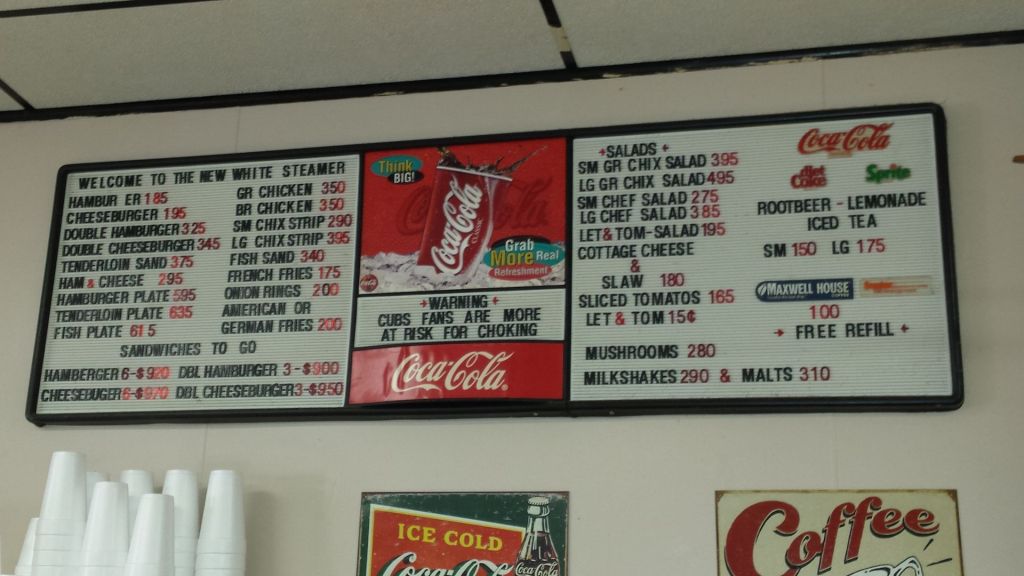 WELCOME TO THE NEW WHITE STEAMER
HAMBUR ER 185
CHEESEBURGER 195
DOUBLE HAMBURGER 325
DOUBLE CHEESEBURGER 345
TENDERLOIN SAND 375
HAM & CHEESE 295
HAMBURGER PLATE 595
TENDERLOIN PLATE 635
FISH PLATE 615
GR CHICKEN 350
BR CHICKEN 350
SM CHIX STRIP 290
LG CHIX STRIP 395
FISH SAND 340
FRENCH FRIES 175
ONION RINGS 200
AMERICAN OR
GERMAN FRIES 200
SANDWICHES TO GO
HAMBERGER 6-$920 DBL HAMBURGER 3-$900
CHEESEBUGER 6-$970 DBL CHEESEBURGER 3-$950
Think
BIG!
Coca-Cola
CLASSIC
Grab
More Real
Refreshment
Coca-Cola
WARNING
CUBS FANS ARE MORE
AT RISK FOR CHOKING
Coca-Cola
SALADS
SM GR CHIX SALAD 395
LG GR CHIX SALAD 495
SM CHEF SALAD 275
LG CHEF SALAD 385
LET & TOM-SALAD 195
COTTAGE CHEESE
&
SLAW 180
SLICED TOMATOS 165
LET & TOM 15¢
MUSHROOMS 280
MILKSHAKES 290 & MALTS 310
Coca-Cola
diet Coke
Sprite
ROOTBEER - LEMONADE
ICED TEA
SM 150 LG 175
MAXWELL HOUSE
100
FREE REFILL
ICE COLD
Coca-Cola
Coca-Cola
Coffee